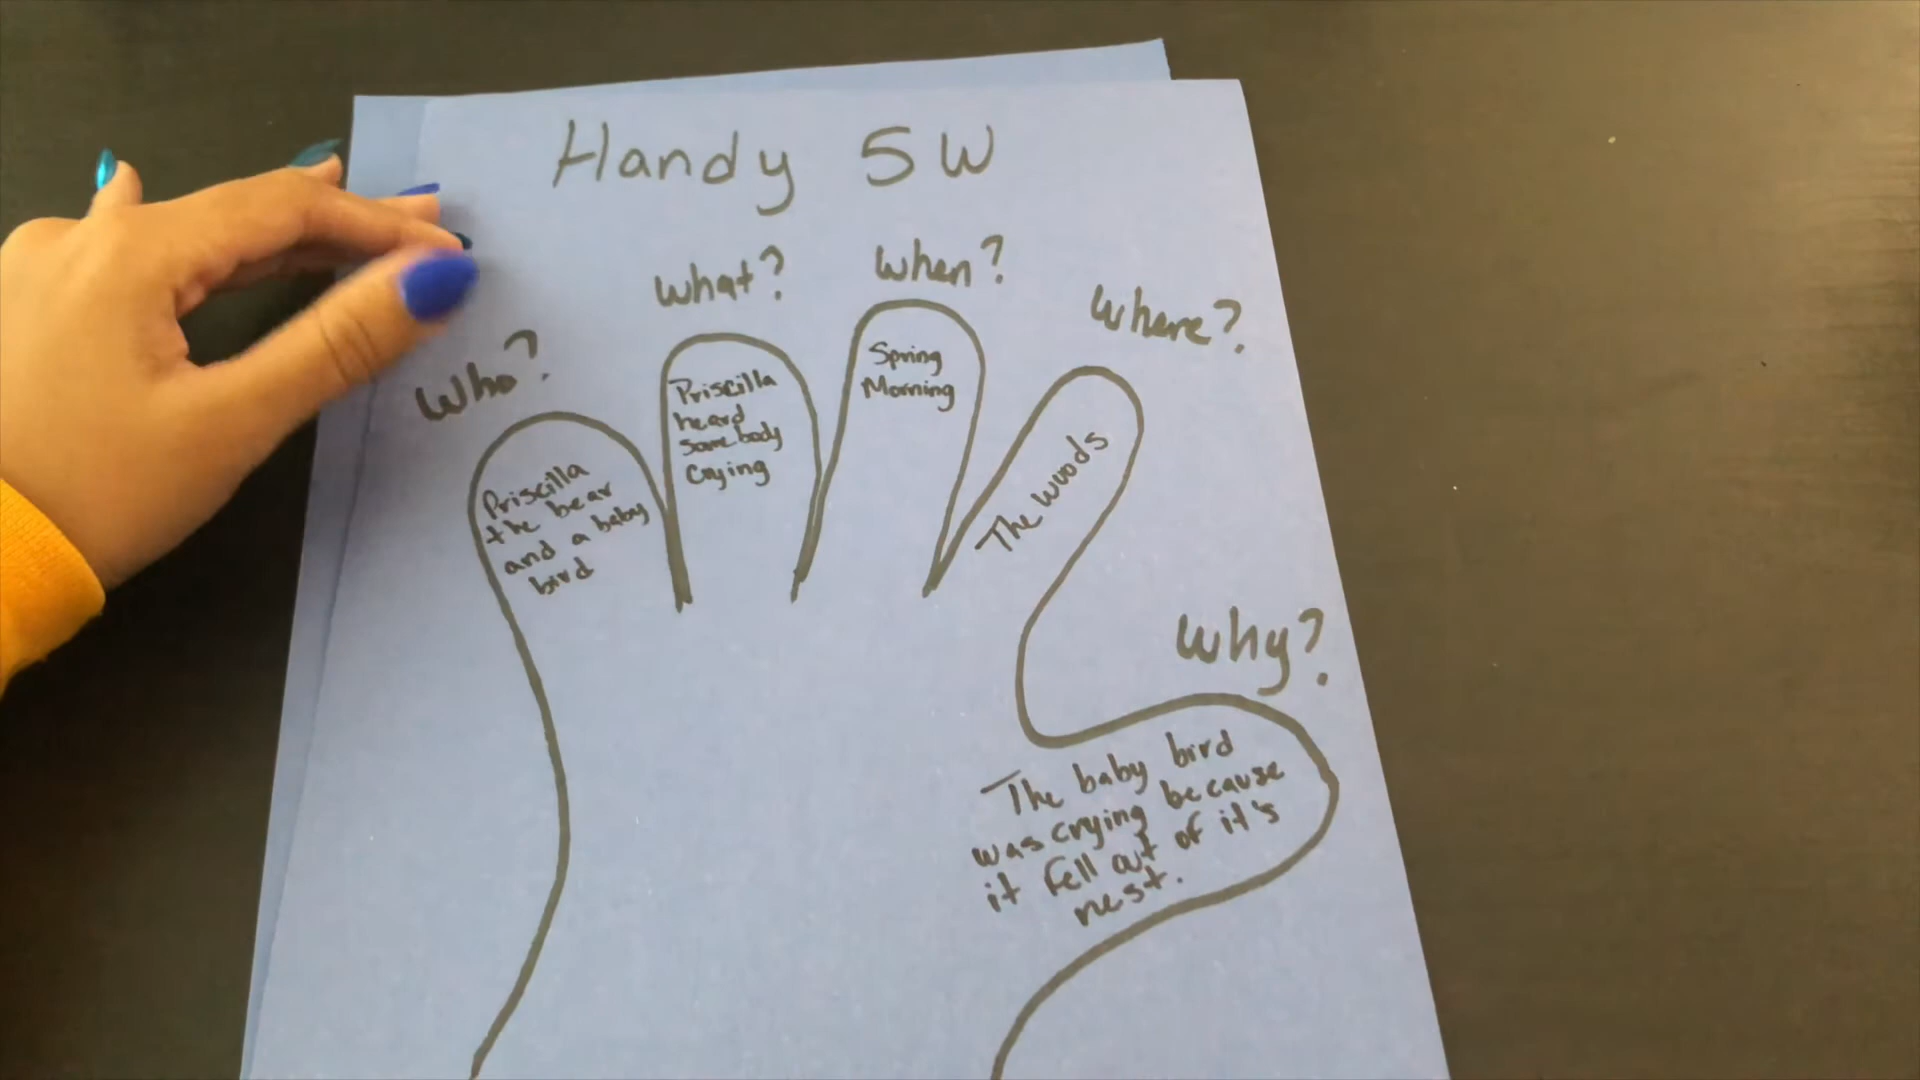 Handy 5W
Who?
Priscilla
the bear
and a baby
bird
What?
Priscilla
heard
somebody
Crying
When?
Spring
Morning
Where?
The woods
Why?
The baby bird
was crying because
it fell out of it's
nest.